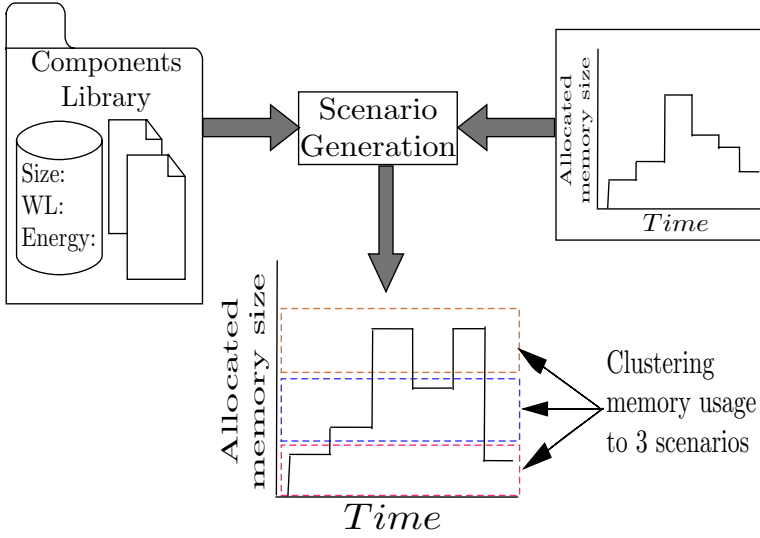 Components
Library
Size:
WL:
Energy:
Scenario
Generation
Allocated
memory size
Time
Allocated
memory size
Time
Clustering
memory usage
to 3 scenarios